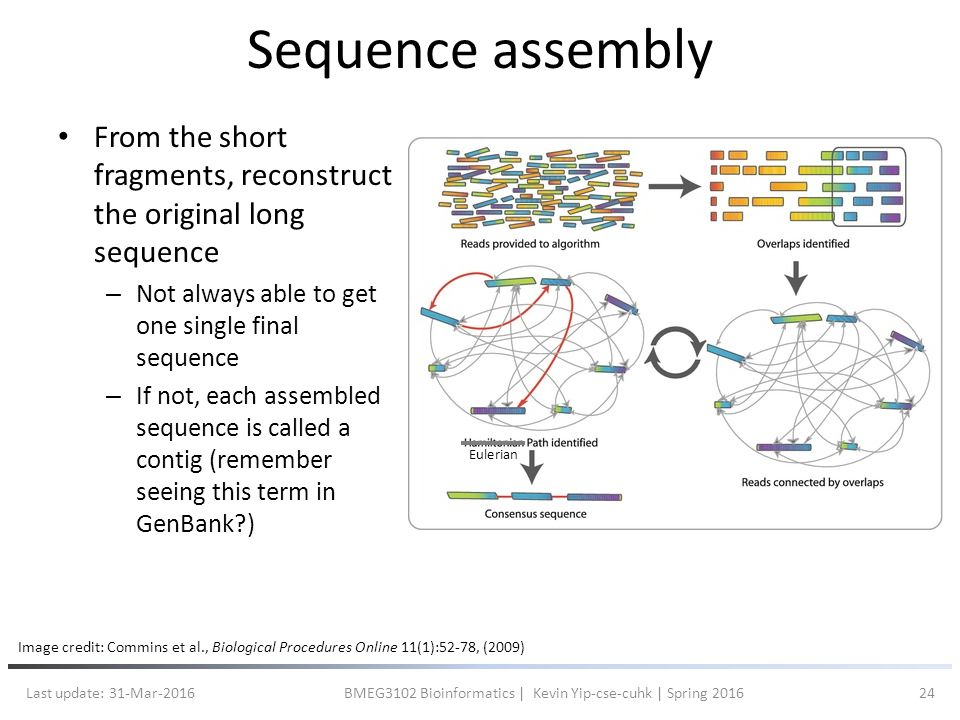 Sequence assembly
• From the short
fragments, reconstruct
the original long
sequence
– Not always able to get
one single final
sequence
– If not, each assembled
sequence is called a
contig (remember
seeing this term in
GenBank?)
Reads provided to algorithm
Overlaps identified
Hamiltonian Path identified
Eulerian
Reads connected by overlaps
Consensus sequence
Image credit: Commins et al., Biological Procedures Online 11(1):52-78, (2009)
Last update: 31-Mar-2016
BMEG3102 Bioinformatics | Kevin Yip-cse-cuhk | Spring 2016
24